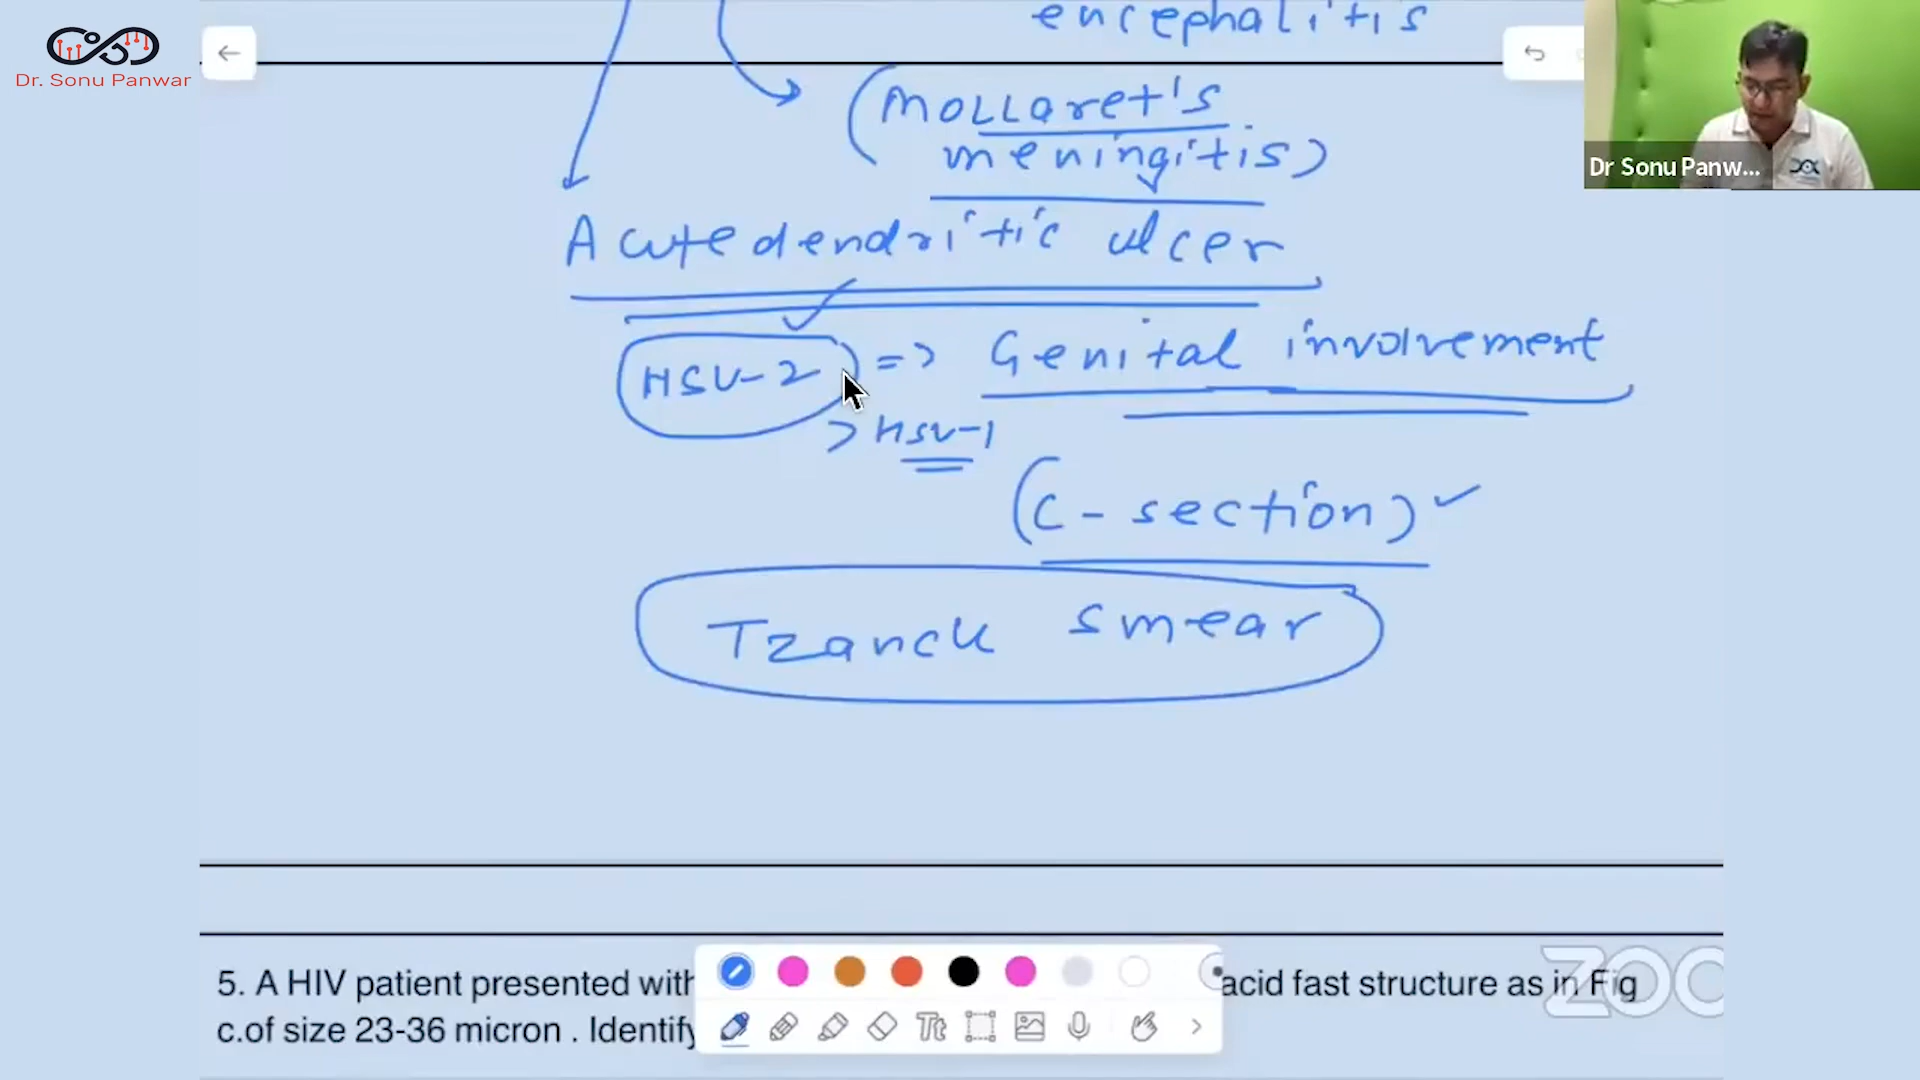 encephalitis
Dr. Sonu Panwar
(Mollaret's
meningitis)
Dr Sonu Panw...
Acute dendritic ulcer
HSV-2 => Genital involvement
> HSV-1
(C-section) ✓
Tzanck smear
5. A HIV patient presented with acid fast structure as in Fig
c.of size 23-36 micron . Identify
Tt
zoo